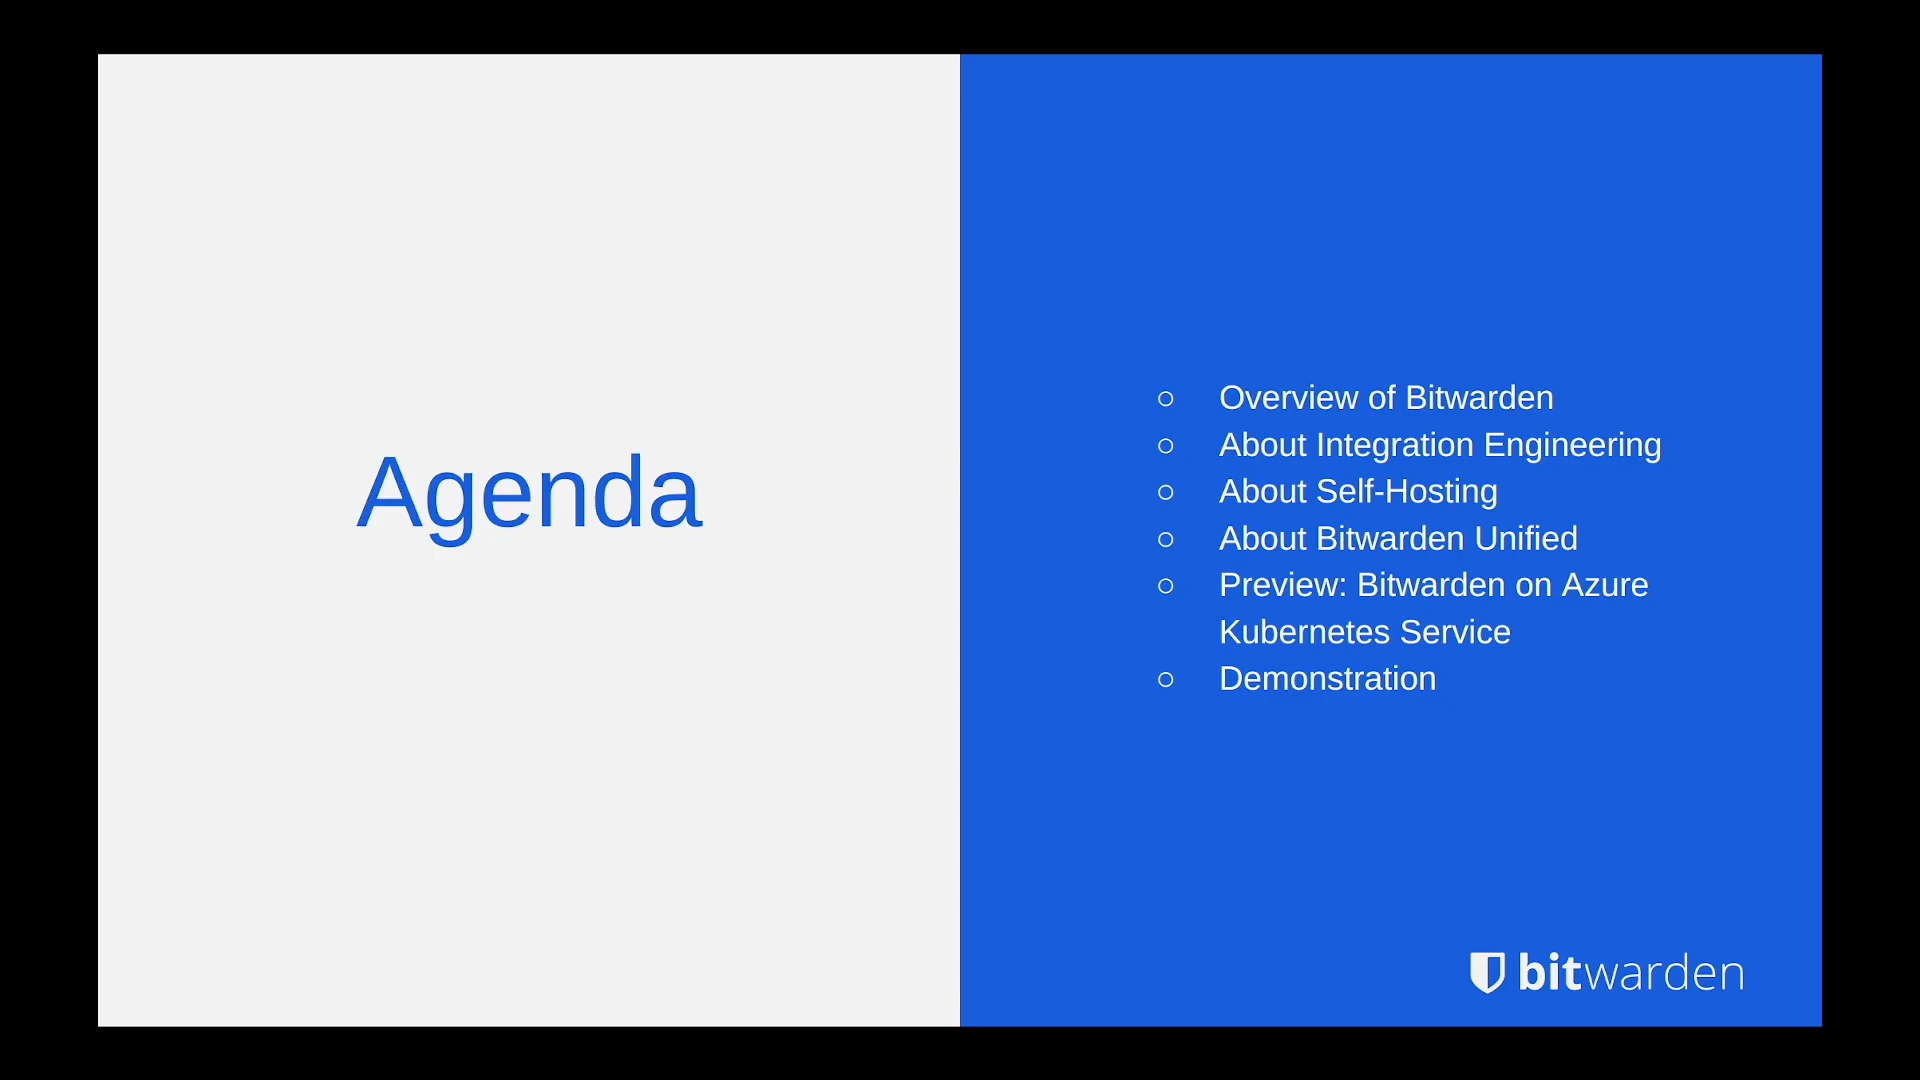 Agenda
○ Overview of Bitwarden
○ About Integration Engineering
○ About Self-Hosting
○ About Bitwarden Unified
○ Preview: Bitwarden on Azure
Kubernetes Service
○ Demonstration
bitwarden